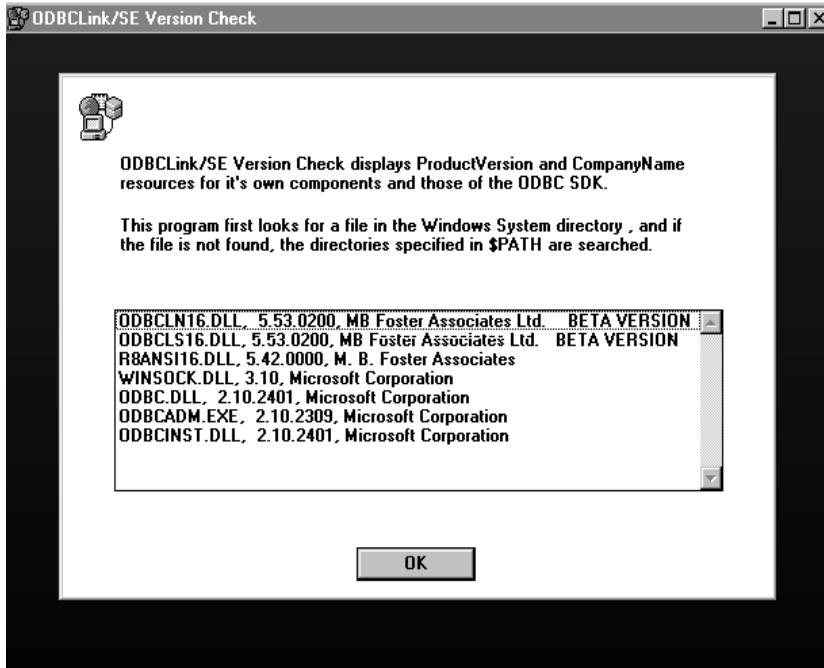 ODBCLink/SE Version Check
ODBCLink/SE Version Check displays ProductVersion and CompanyName
resources for it's own components and those of the ODBC SDK.
This program first looks for a file in the Windows System directory , and if
the file is not found, the directories specified in $PATH are searched.
ODBCLN16.DLL, 5.53.0200, MB Foster Associates Ltd. BETA VERSION
ODBCLS16.DLL, 5.53.0200, MB Foster Associates Ltd. BETA VERSION
R8ANSI16.DLL, 5.42.0000, M. B. Foster Associates
WINSOCK.DLL, 3.10, Microsoft Corporation
ODBC.DLL, 2.10.2401, Microsoft Corporation
ODBCADM.EXE, 2.10.2309, Microsoft Corporation
ODBCINST.DLL, 2.10.2401, Microsoft Corporation
OK